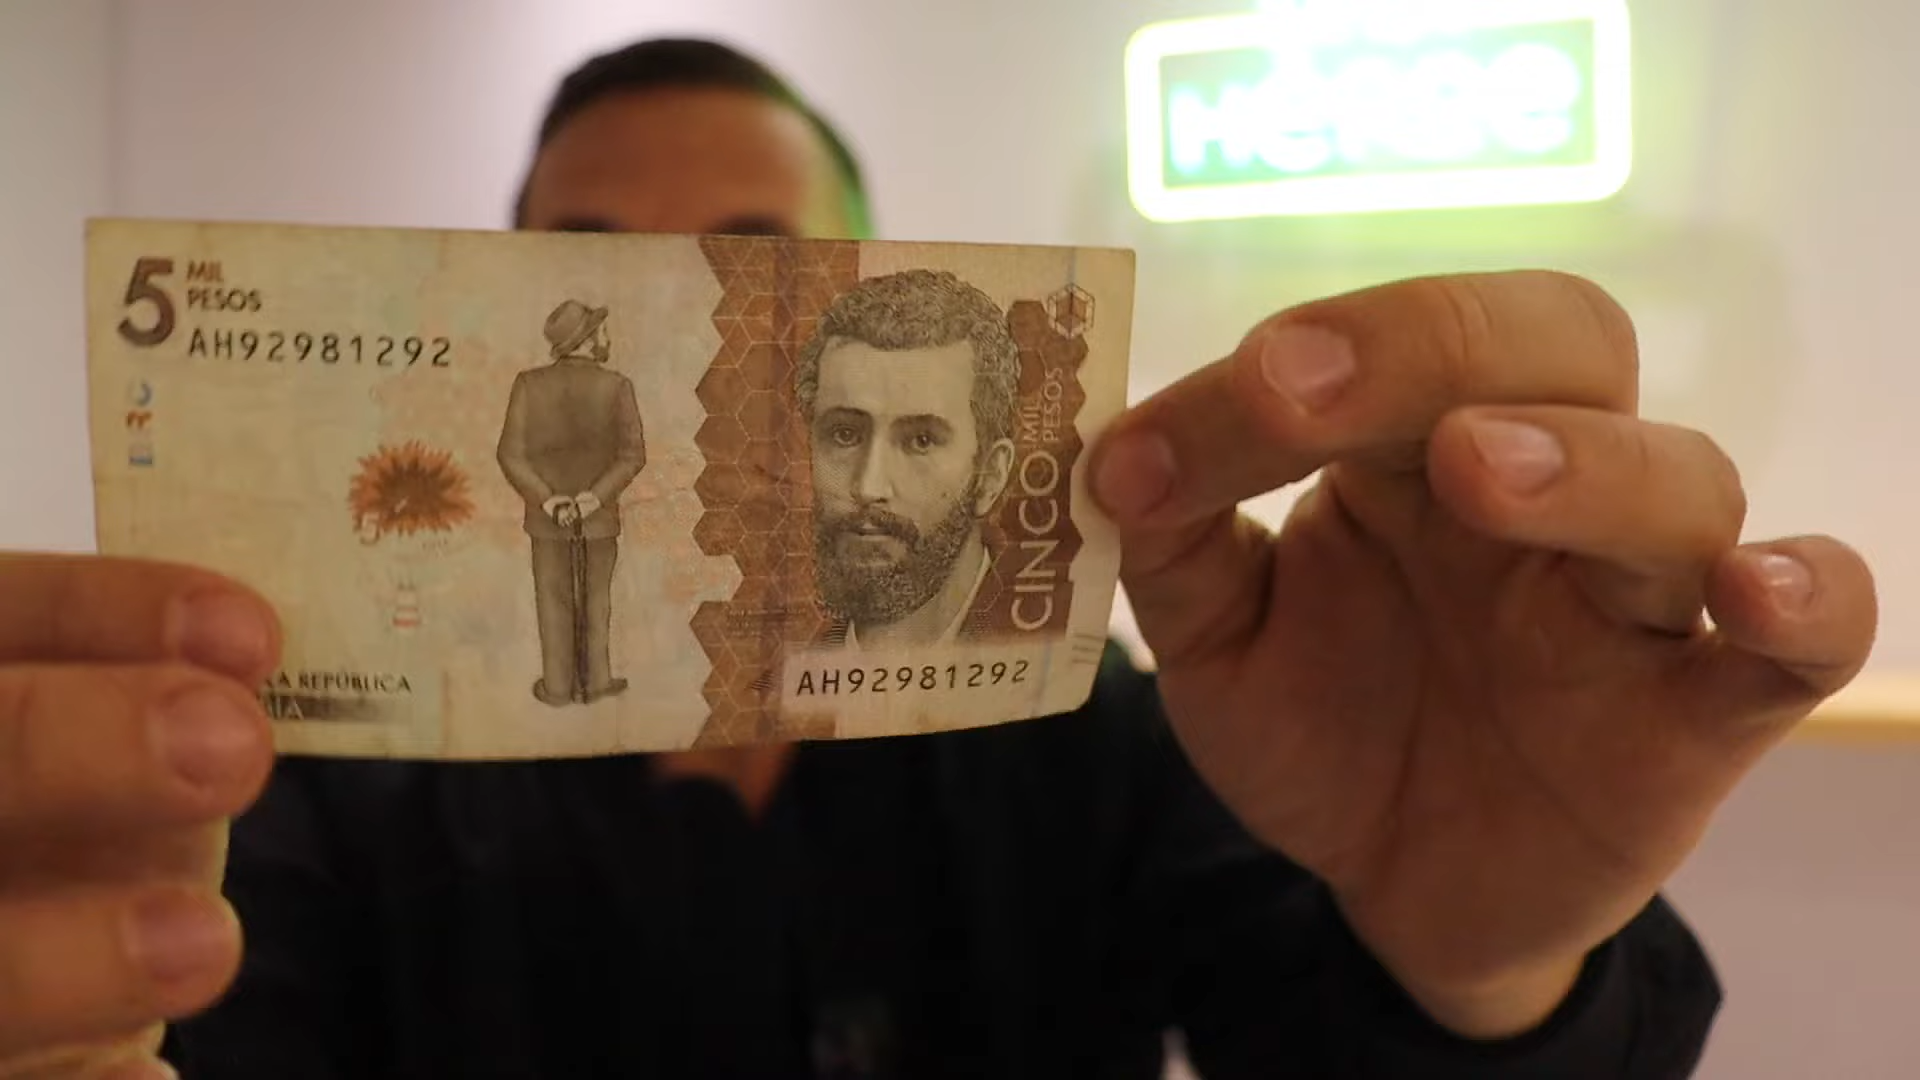 5 MIL
PESOS
AH92981292
CINCO MIL
PESOS
LA REPÚBLICA
AH92981292